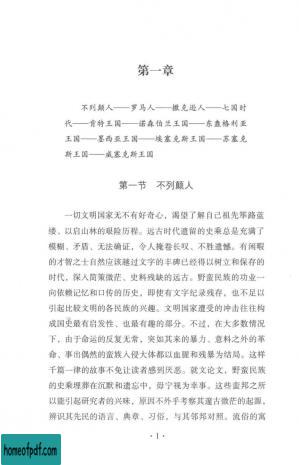 第一章
不列颠人——罗马人——撒克逊人——七国时
代——肯特王国——诺森伯兰王国——东盎格利亚
王国——墨西亚王国——埃塞克斯王国——苏塞克
斯王国——威塞克斯王国
第一节 不列颠人
一切文明国家无不有好奇心，渴望了解自己祖先筚路蓝
缕、以启山林的艰险历程。远古时代遗留的史乘总是充满了
模糊、矛盾、无法确证，令人掩卷长叹、不胜遗憾。有闲暇
的才智之士自然应该越过文字的丰碑已经得以树立和保存的
时代，深入简策微茫、史料残缺的远古。野蛮民族的功业一
向依赖记忆和口传的历史，即使有文字纪录残存，也不足以
引起比较文明的各民族的兴趣。文明国家遭受的冲击往往构
成国史最有启发性、也最有趣的部分。不过，在大多数情况
下，由于命运的反复无常，突如其来的暴力、意料之外的革
命、事出偶然的蛮族人侵大体都以血腥和残暴为结局。这样
千篇一律的故事不免让读者感到厌恶。就文论文，野蛮民族
的史乘埋葬在沉默和遗忘中，毋宁视为幸事。这些蛮邦之所
以能引起研究者的兴味，原因不外乎考察其邃古微茫的起源，
辨识其先民的语言、典章、习俗，与其邻邦对照。流俗的寓
· 1 ·
homeofpdf.com